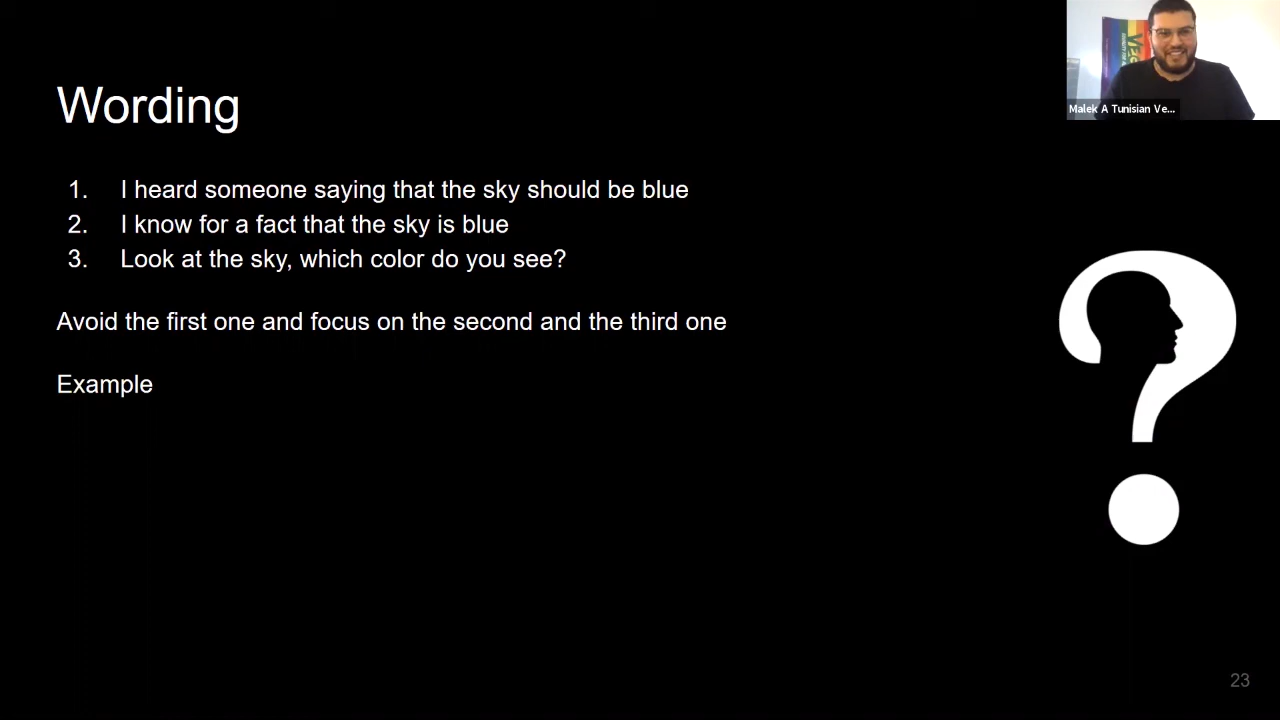 Wording
1. I heard someone saying that the sky should be blue
2. I know for a fact that the sky is blue
3. Look at the sky, which color do you see?
Avoid the first one and focus on the second and the third one
Example
Malek A Tunisian Ve...
23